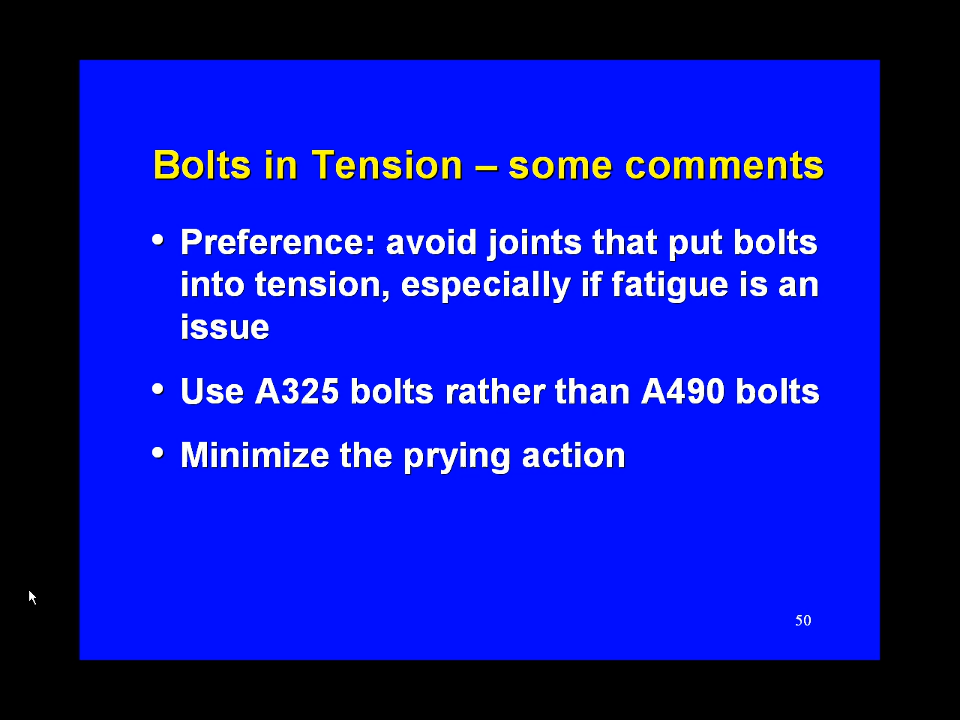 Bolts in Tension – some comments
• Preference: avoid joints that put bolts
into tension, especially if fatigue is an
issue
• Use A325 bolts rather than A490 bolts
• Minimize the prying action
50